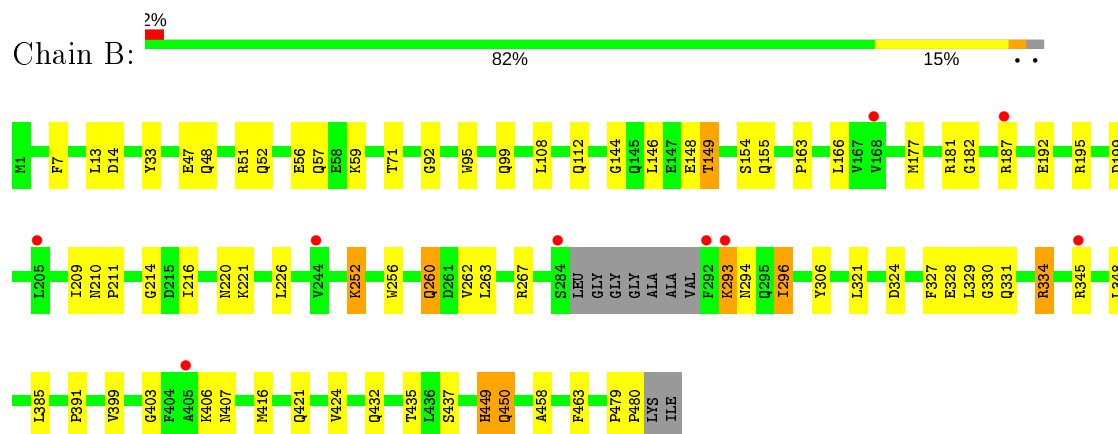 2%
Chain B:
82% 15% • •
M1 F7 L13 D14 Y33 E47 Q48 R51 Q52 E56 Q57 E58 K59 T71 G92 W95 Q99 L108 Q112 G144 Q145 L146 E147 E148 T149 S154 Q155 P163 L166 V167 V168 M177 R181 G182 R187 E192 R195 D199
L205 I209 N210 P211 G214 D215 I216 N220 K221 L226 V244 K252 W256 Q260 D261 V262 L263 R267 S284 LEU GLY GLY GLY ALA ALA VAL F292 K293 N294 Q295 I296 Y306 L321 D324 F327 E328 L329 G330 Q331 R334 R345 L348
L385 P391 V399 G403 F404 A405 K406 N407 M416 Q421 V424 Q432 T435 L436 S437 H449 Q450 A458 F463 P479 P480 LYS ILE